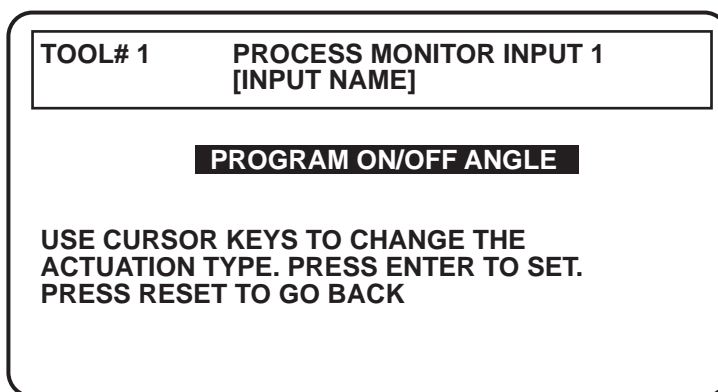 TOOL# 1 PROCESS MONITOR INPUT 1
[INPUT NAME]
PROGRAM ON/OFF ANGLE
USE CURSOR KEYS TO CHANGE THE
ACTUATION TYPE. PRESS ENTER TO SET.
PRESS RESET TO GO BACK